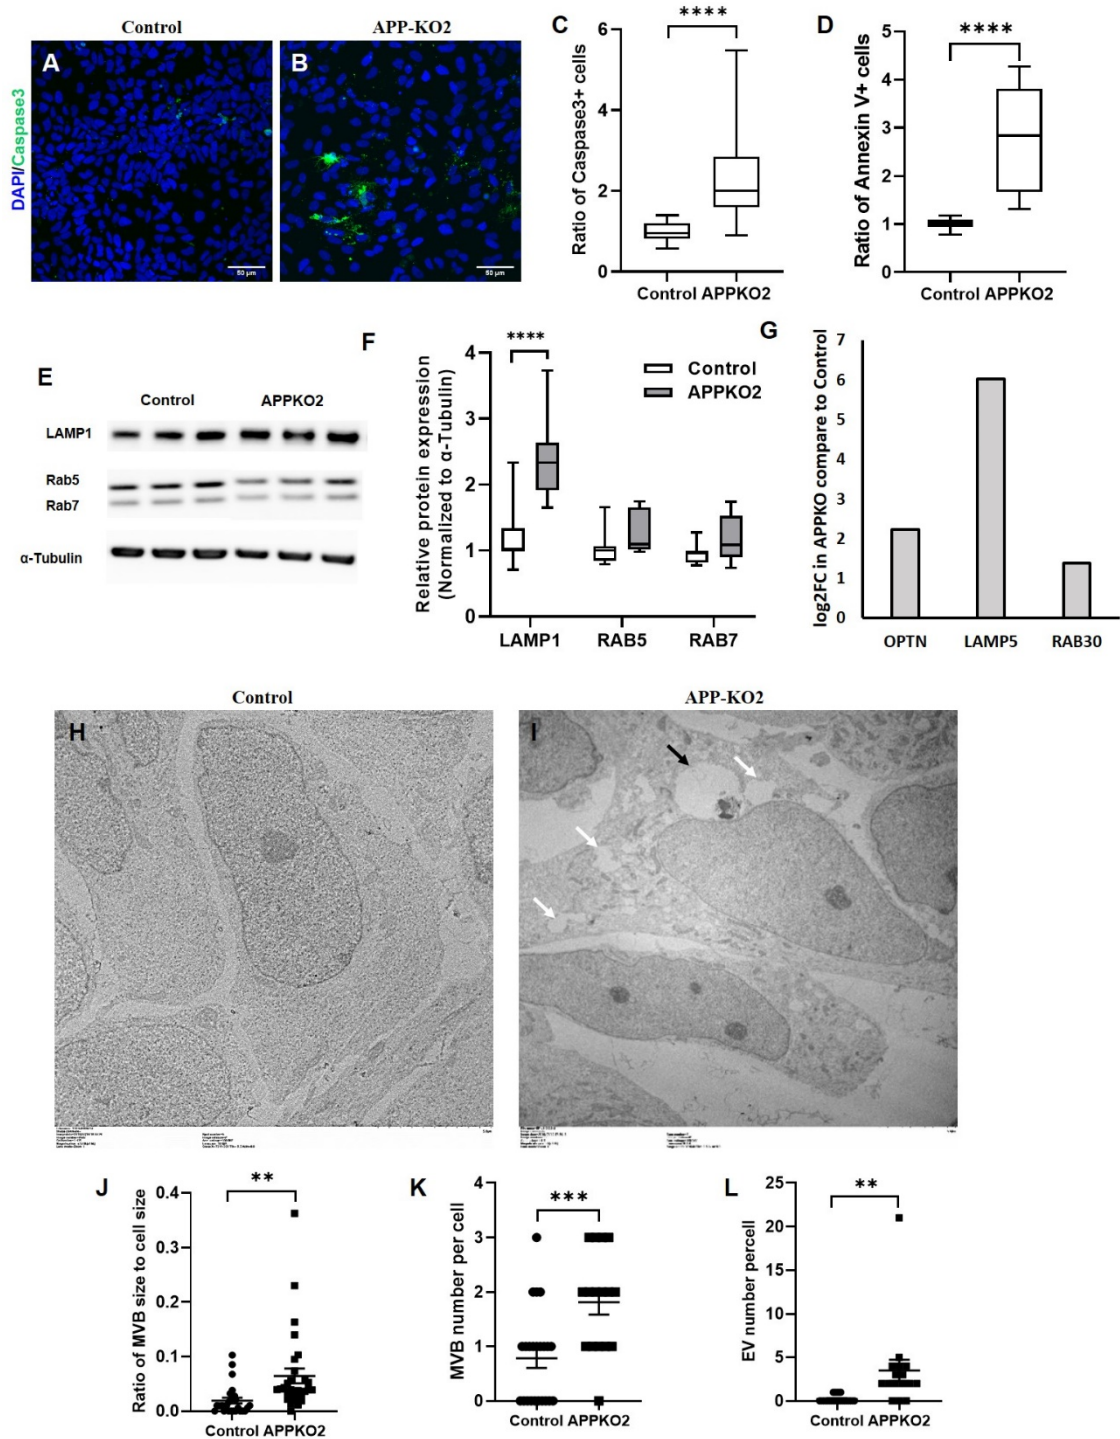 Control
APP-KO2
A
B
DAPI/Caspase3
50 µm
50 µm
C
****
6
4
2
0
Ratio of Caspase3+ cells
Control APPKO2
D
****
5
4
3
2
1
0
Ratio of Annexin V+ cells
Control APPKO2
E
Control
APPKO2
LAMP1
Rab5
Rab7
α-Tubulin
F
****
4
3
2
1
0
Relative protein expression
(Normalized to α-Tubulin)
Control
APPKO2
LAMP1
RAB5
RAB7
G
7
6
5
4
3
2
1
0
log2FC in APPKO compare to Control
OPTN
LAMP5
RAB30
Control
APP-KO2
H
I
J
**
0.4
0.3
0.2
0.1
0.0
Ratio of MVB size to cell size
Control APPKO2
K
***
4
3
2
1
0
MVB number per cell
Control APPKO2
L
**
25
20
15
10
5
0
EV number percell
Control APPKO2